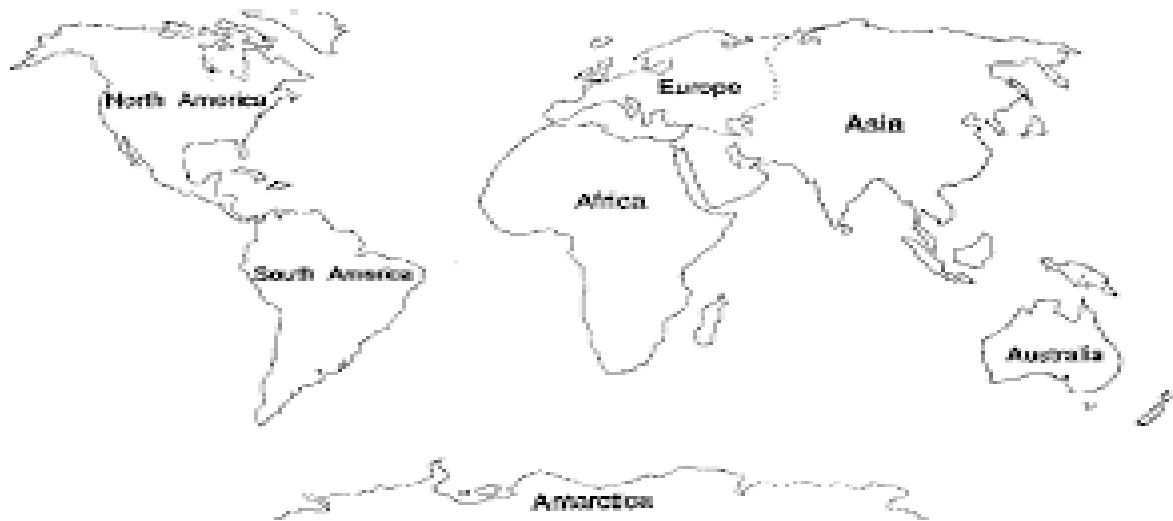 North America
Europe
Asia
Africa
South America
Australia
Antarctica